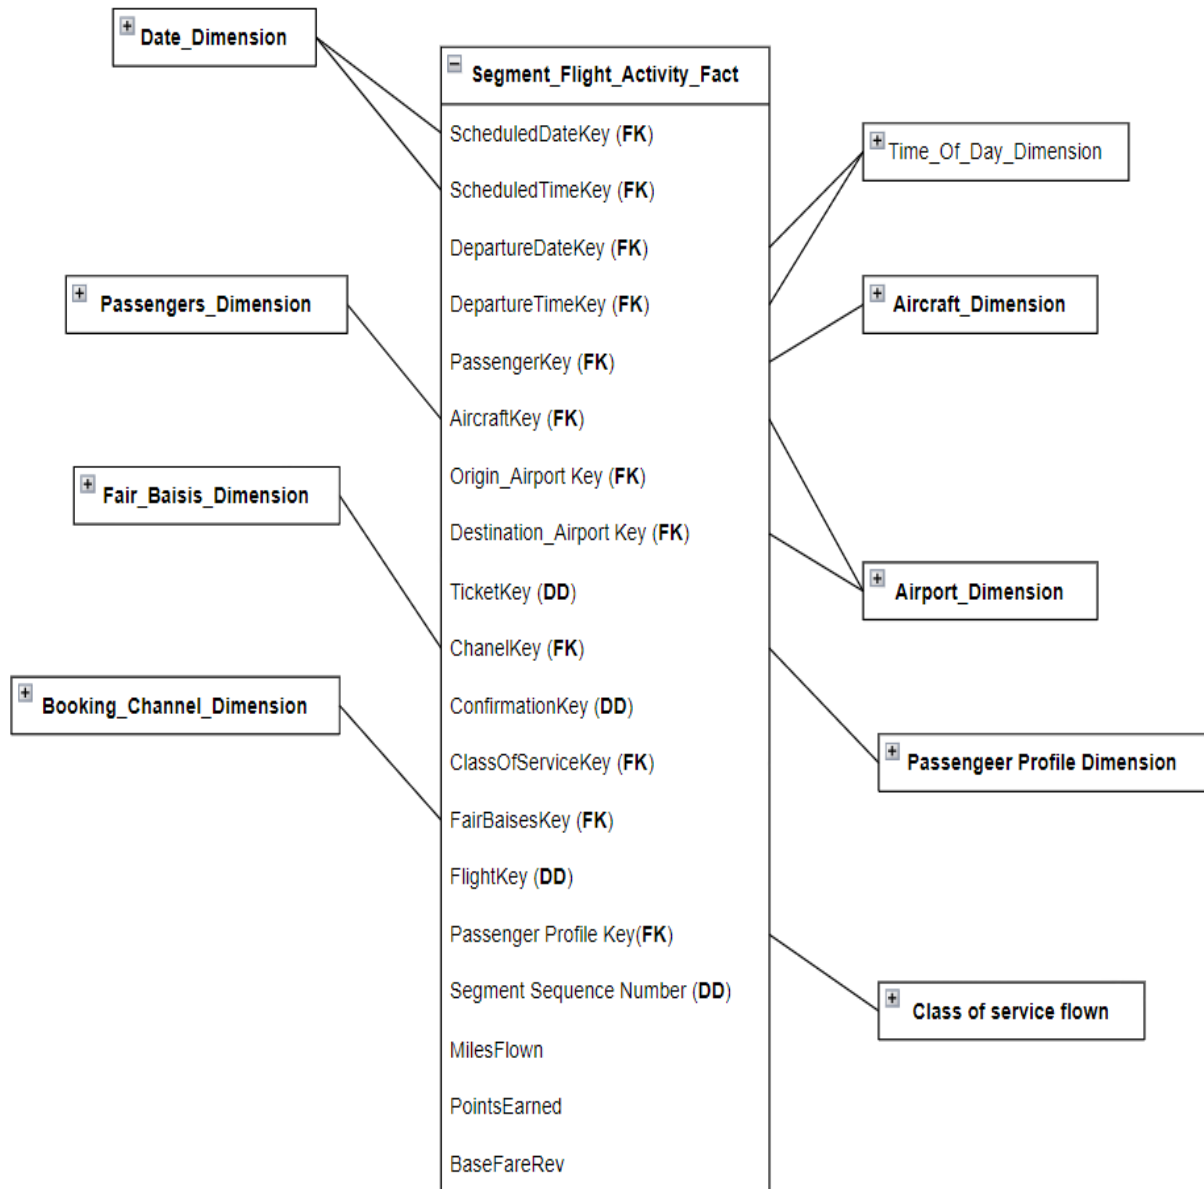 Date_Dimension
Segment_Flight_Activity_Fact
ScheduledDateKey (FK)
Time_Of_Day_Dimension
ScheduledTimeKey (FK)
DepartureDateKey (FK)
Passengers_Dimension
DepartureTimeKey (FK)
Aircraft_Dimension
PassengerKey (FK)
AircraftKey (FK)
Origin_Airport Key (FK)
Fair_Baisis_Dimension
Destination_Airport Key (FK)
TicketKey (DD)
Airport_Dimension
ChanelKey (FK)
Booking_Channel_Dimension
ConfirmationKey (DD)
ClassOfServiceKey (FK)
Passengeer Profile Dimension
FairBaisesKey (FK)
FlightKey (DD)
Passenger Profile Key(FK)
Segment Sequence Number (DD)
Class of service flown
MilesFlown
PointsEarned
BaseFareRev